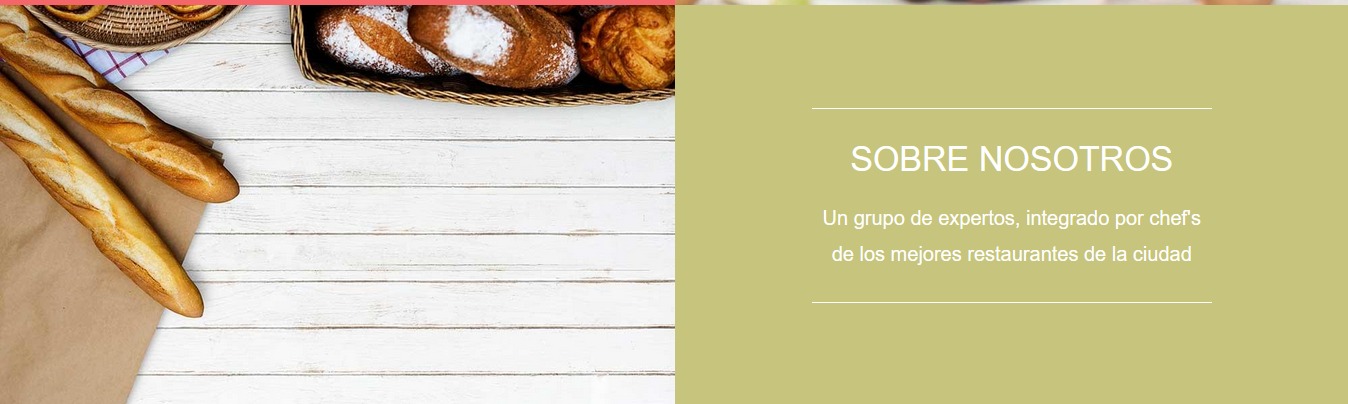 SOBRE NOSOTROS
Un grupo de expertos, integrado por chef's
de los mejores restaurantes de la ciudad